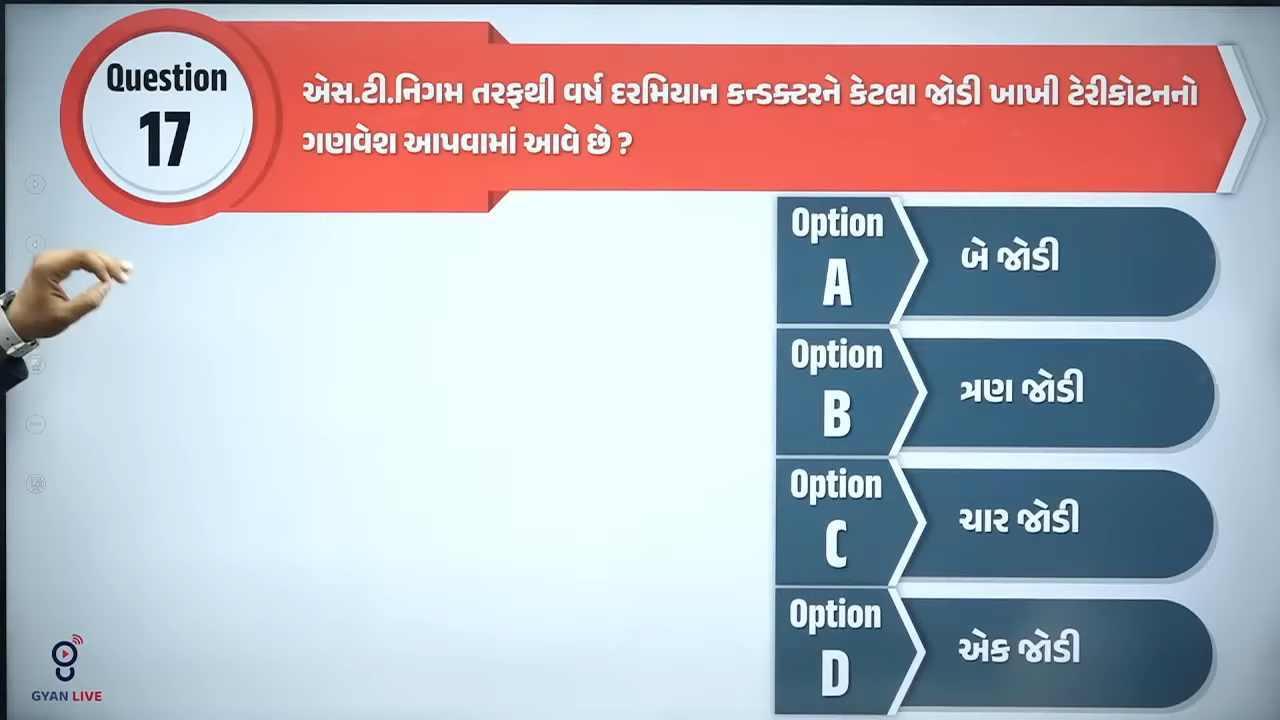 Question
17
એસ.ટી.નિગમ તરફથી વર્ષ દરમિયાન કન્ડક્ટરને કેટલા જોડી ખાખી ટેરીકોટનનો
ગણવેશ આપવામાં આવે છે ?
Option
A
બે જોડી
Option
B
ત્રણ જોડી
Option
C
ચાર જોડી
Option
D
એક જોડી
GYAN LIVE